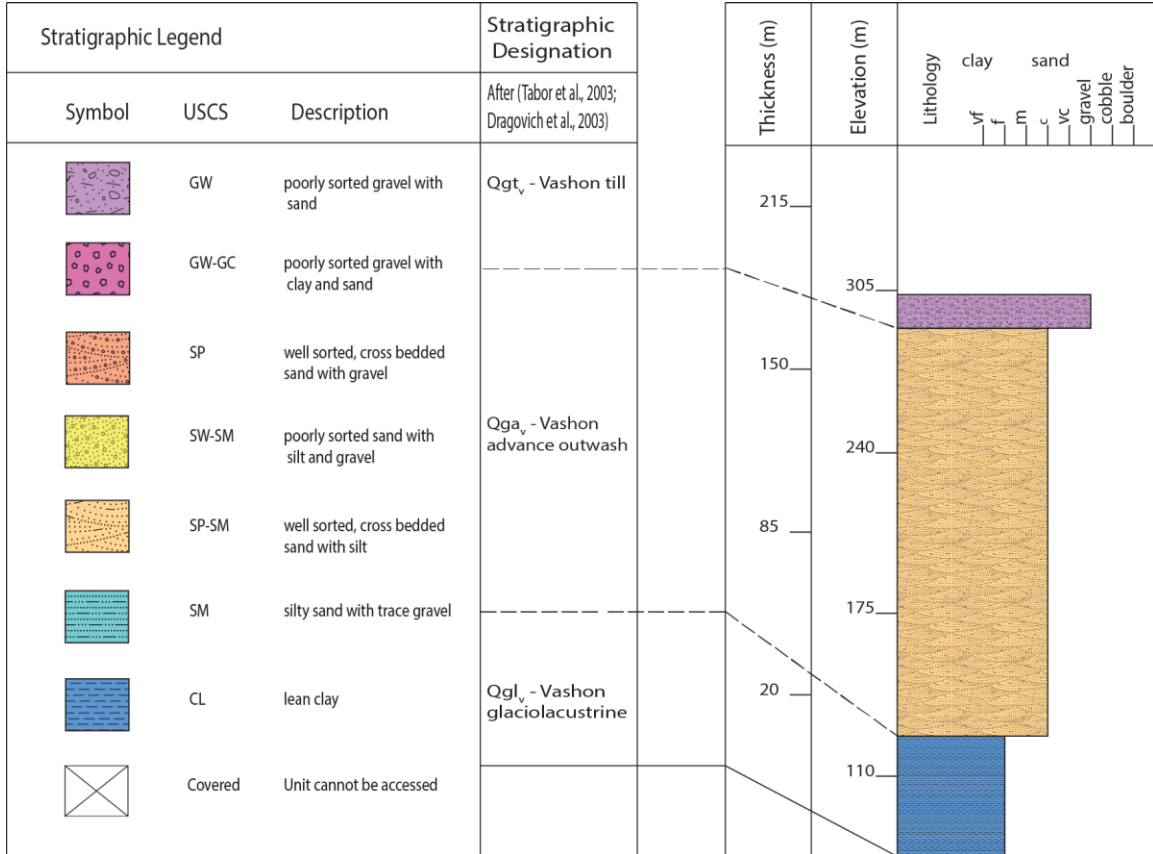 Stratigraphic Legend
Stratigraphic
Designation
Symbol USCS Description
After (Tabor et al., 2003;
Dragovich et al., 2003)
GW poorly sorted gravel with
sand
Qgtv - Vashon till
GW-GC poorly sorted gravel with
clay and sand
SP well sorted, cross bedded
sand with gravel
SW-SM poorly sorted sand with
silt and gravel
Qgav - Vashon
advance outwash
SP-SM well sorted, cross bedded
sand with silt
SM silty sand with trace gravel
CL lean clay
Qglv - Vashon
glaciolacustrine
Covered Unit cannot be accessed
Thickness (m)
Elevation (m)
Lithology
clay sand
vf
f
m
c
vc
gravel
cobble
boulder
215
305
150
240
85
175
20
110